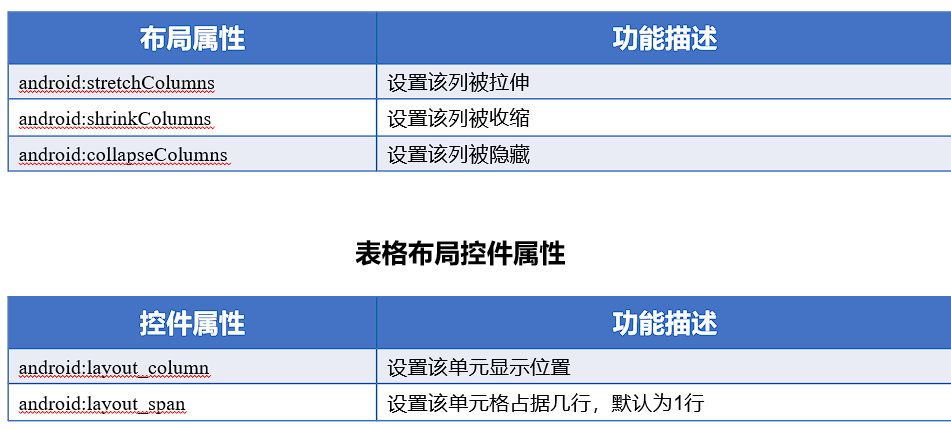 布局属性 功能描述
android:stretchColumns 设置该列被拉伸
android:shrinkColumns 设置该列被收缩
android:collapseColumns 设置该列被隐藏
表格布局控件属性
控件属性 功能描述
android:layout_column 设置该单元显示位置
android:layout_span 设置该单元格占据几行，默认为1行